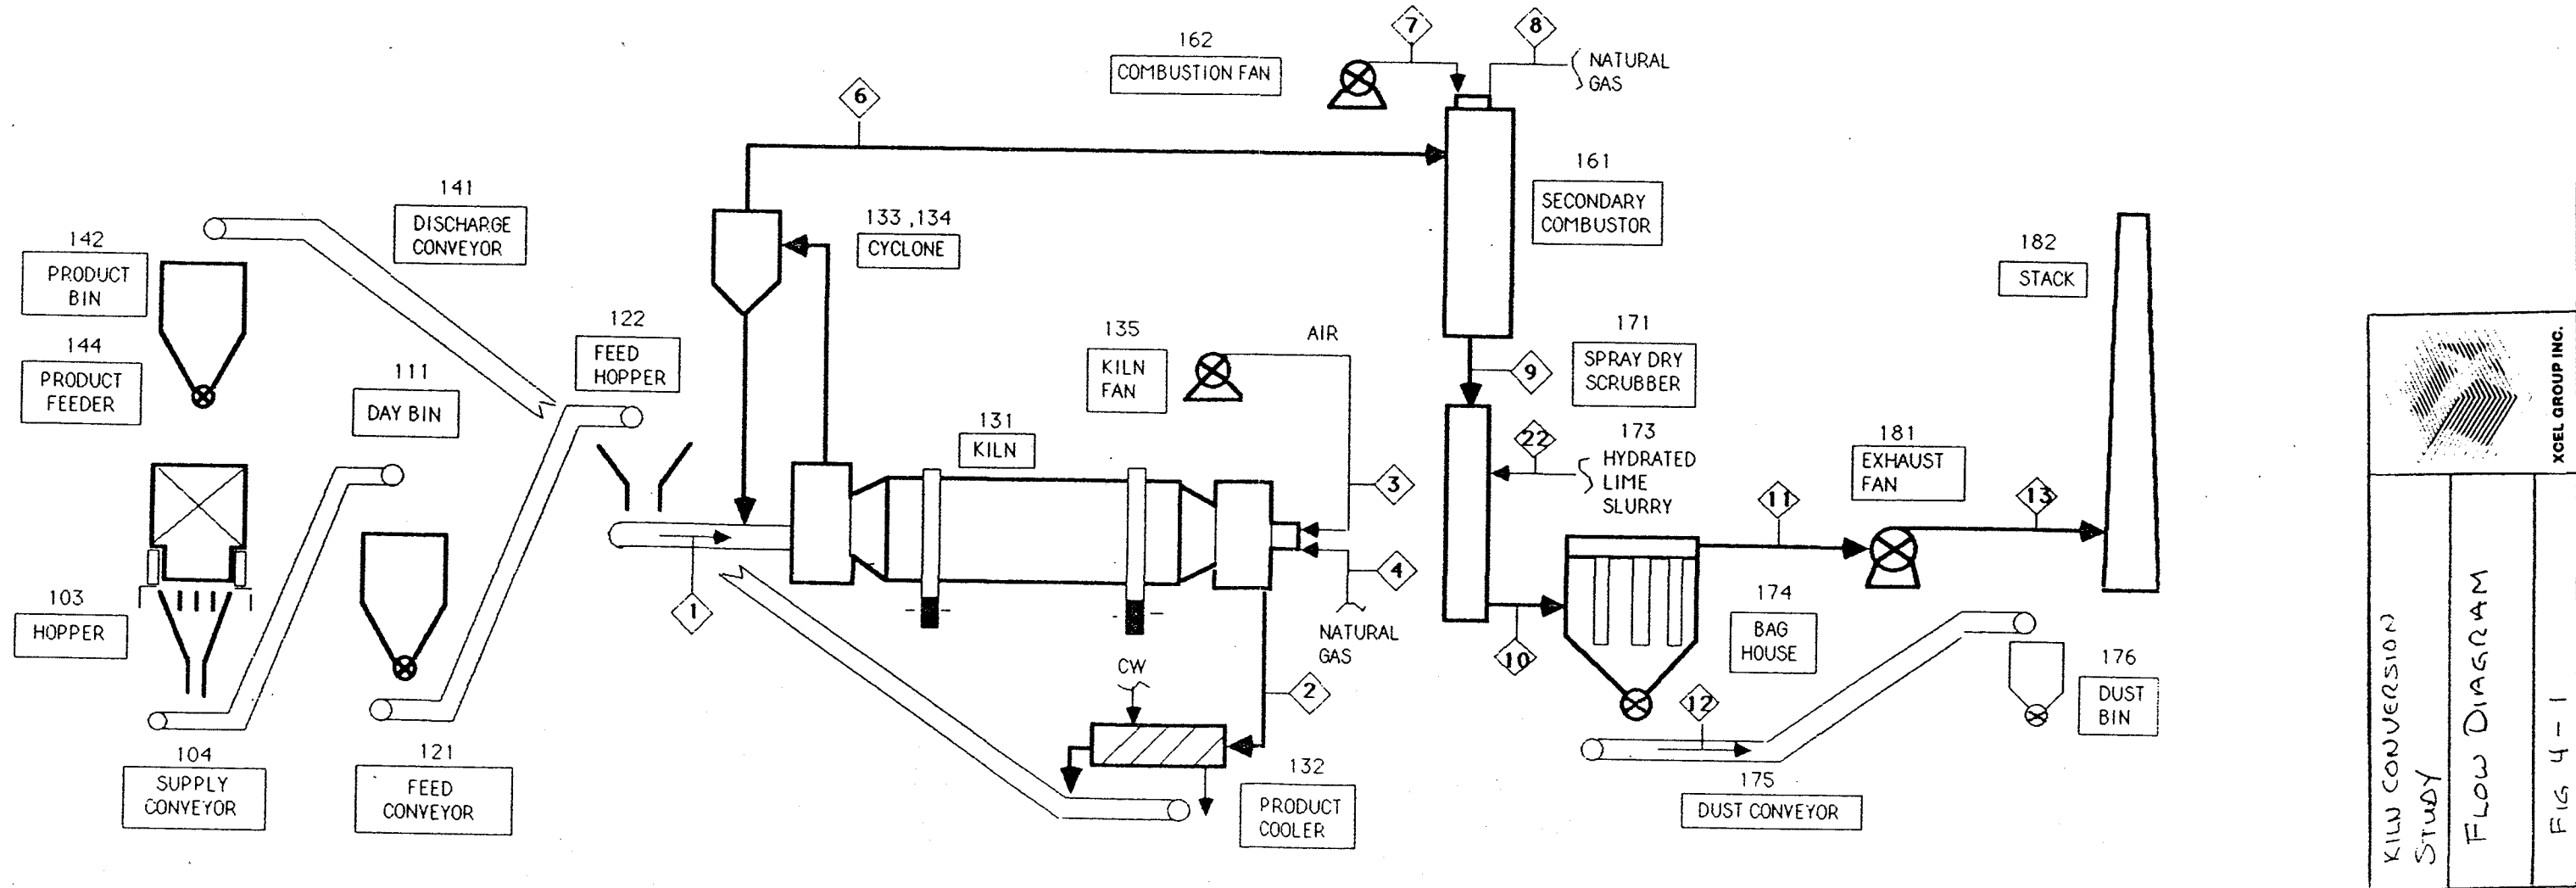 7
8
162
COMBUSTION FAN
NATURAL
GAS
6
141
DISCHARGE
CONVEYOR
133 ,134
CYCLONE
161
SECONDARY
COMBUSTOR
142
PRODUCT
BIN
182
STACK
144
PRODUCT
FEEDER
122
FEED
HOPPER
111
DAY BIN
135
KILN
FAN
AIR
171
SPRAY DRY
SCRUBBER
9
131
KILN
3
22
173
HYDRATED
LIME
SLURRY
181
EXHAUST
FAN
11
13
103
HOPPER
1
4
NATURAL
GAS
10
174
BAG
HOUSE
12
176
DUST
BIN
CW
2
104
SUPPLY
CONVEYOR
121
FEED
CONVEYOR
132
PRODUCT
COOLER
175
DUST CONVEYOR
XCEL GROUP INC.
KILN CONVERSION
STUDY
FLOW DIAGRAM
FIG 4-1